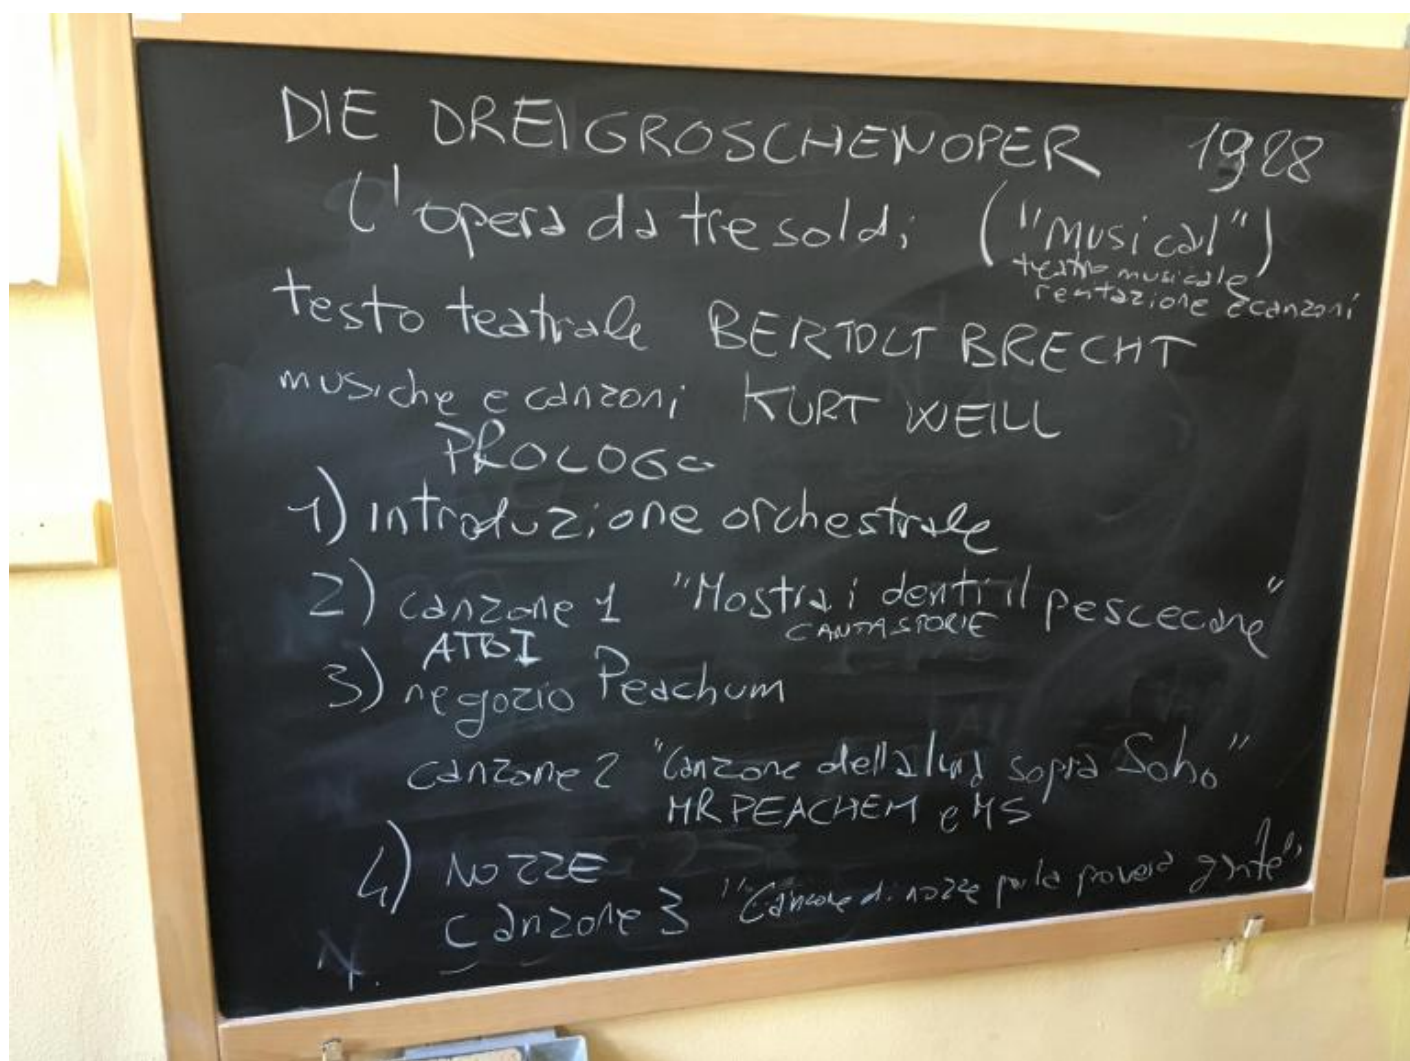 DIE DREIGROSCHENOPER 1928
l'opera da tre soldi ("Musical")
teatro musicale
rentazione e canzoni
testo teatrale BERTOLT BRECHT
musiche e canzoni KURT WEILL
PROLOGO
1) introduzione orchestrale
2) canzone 1 "Mostra i denti il pescecane"
CANTASTORIE
3) negozio Peachum
canzone 2 "Canzone della luna sopra Soho"
MR PEACHEM e MS
4) NOZZE
canzone 3 "Canzone di nozze per la povera gente"